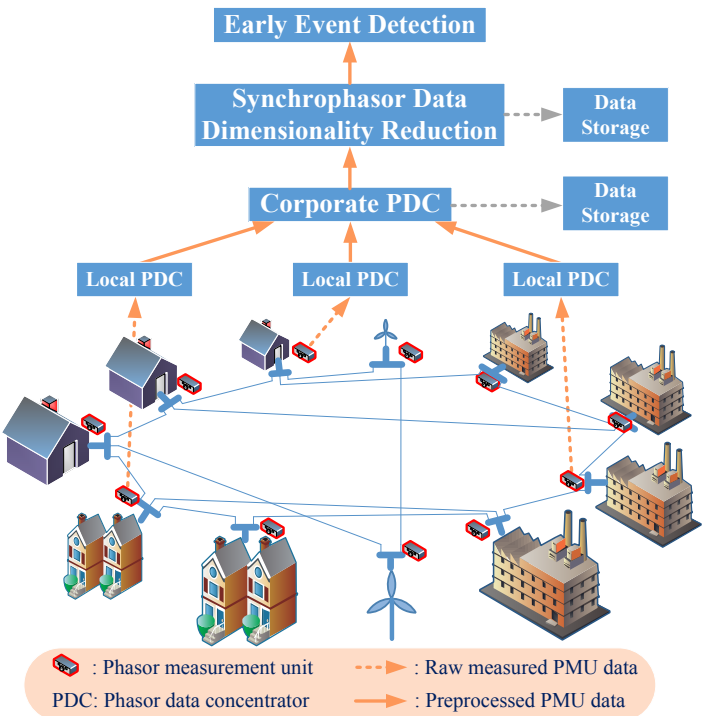 Early Event Detection
Synchrophasor Data
Dimensionality Reduction
Data
Storage
Corporate PDC
Data
Storage
Local PDC
Local PDC
Local PDC
: Phasor measurement unit
: Raw measured PMU data
PDC: Phasor data concentrator
: Preprocessed PMU data